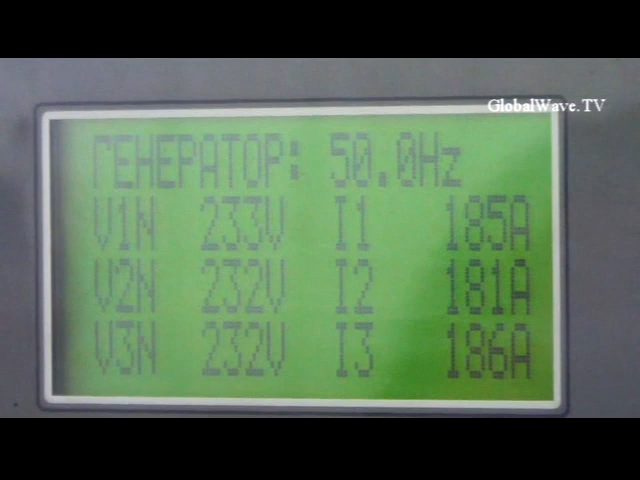 GlobalWave.TV
ГЕНЕРАТОР: 50.0Hz
V1N 233V I1 185A
V2N 232V I2 181A
V3N 232V I3 186A